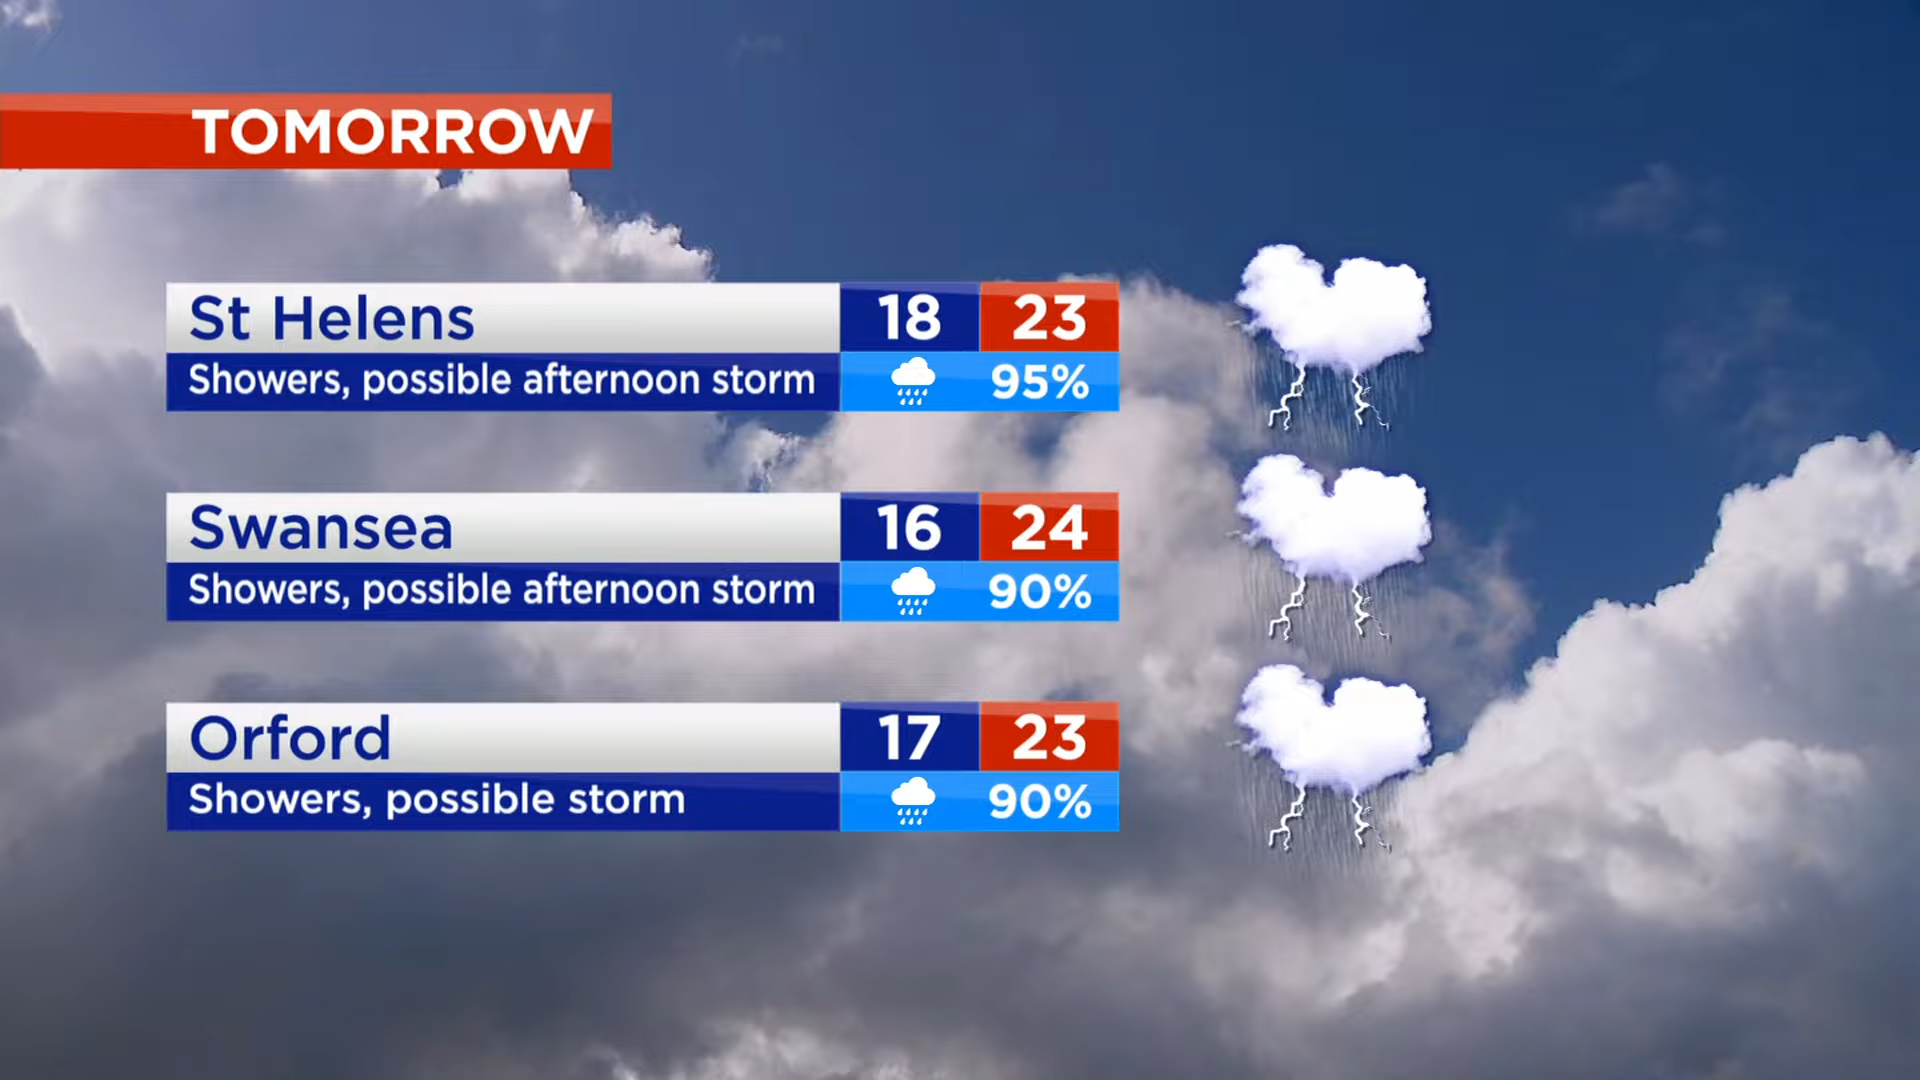 TOMORROW
St Helens 18 23
Showers, possible afternoon storm 95%
Swansea 16 24
Showers, possible afternoon storm 90%
Orford 17 23
Showers, possible storm 90%